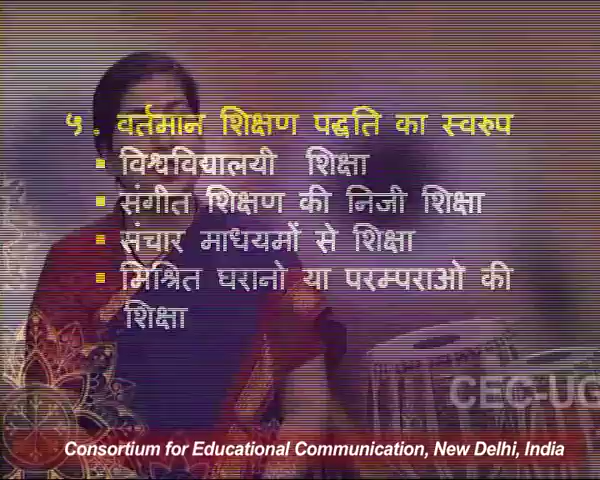 ५ . वर्तमान शिक्षण पद्धति का स्वरुप
विश्वविद्यालयी शिक्षा
संगीत शिक्षण की निजी शिक्षा
संचार माधयमों से शिक्षा
मिश्रित घरानो या परम्पराओ की
शिक्षा
CEC-UG
Consortium for Educational Communication, New Delhi, India